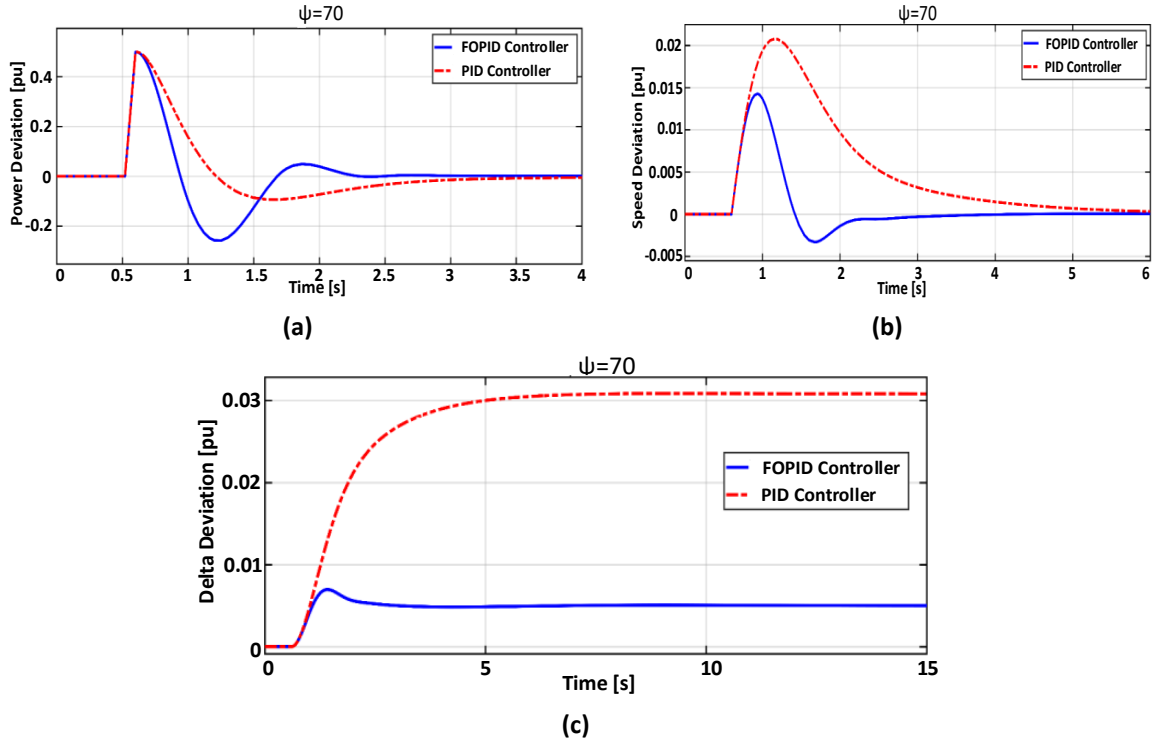 ψ=70
Power Deviation [pu]
0.4
0.2
0
-0.2
0 0.5 1 1.5 2 2.5 3 3.5 4
Time [s]
FOPID Controller
PID Controller
(a)
ψ=70
Speed Deviation [pu]
0.02
0.015
0.01
0.005
0
-0.005
0 1 2 3 4 5 6
Time [s]
FOPID Controller
PID Controller
(b)
ψ=70
Delta Deviation [pu]
0.03
0.02
0.01
0
0 5 10 15
Time [s]
FOPID Controller
PID Controller
(c)